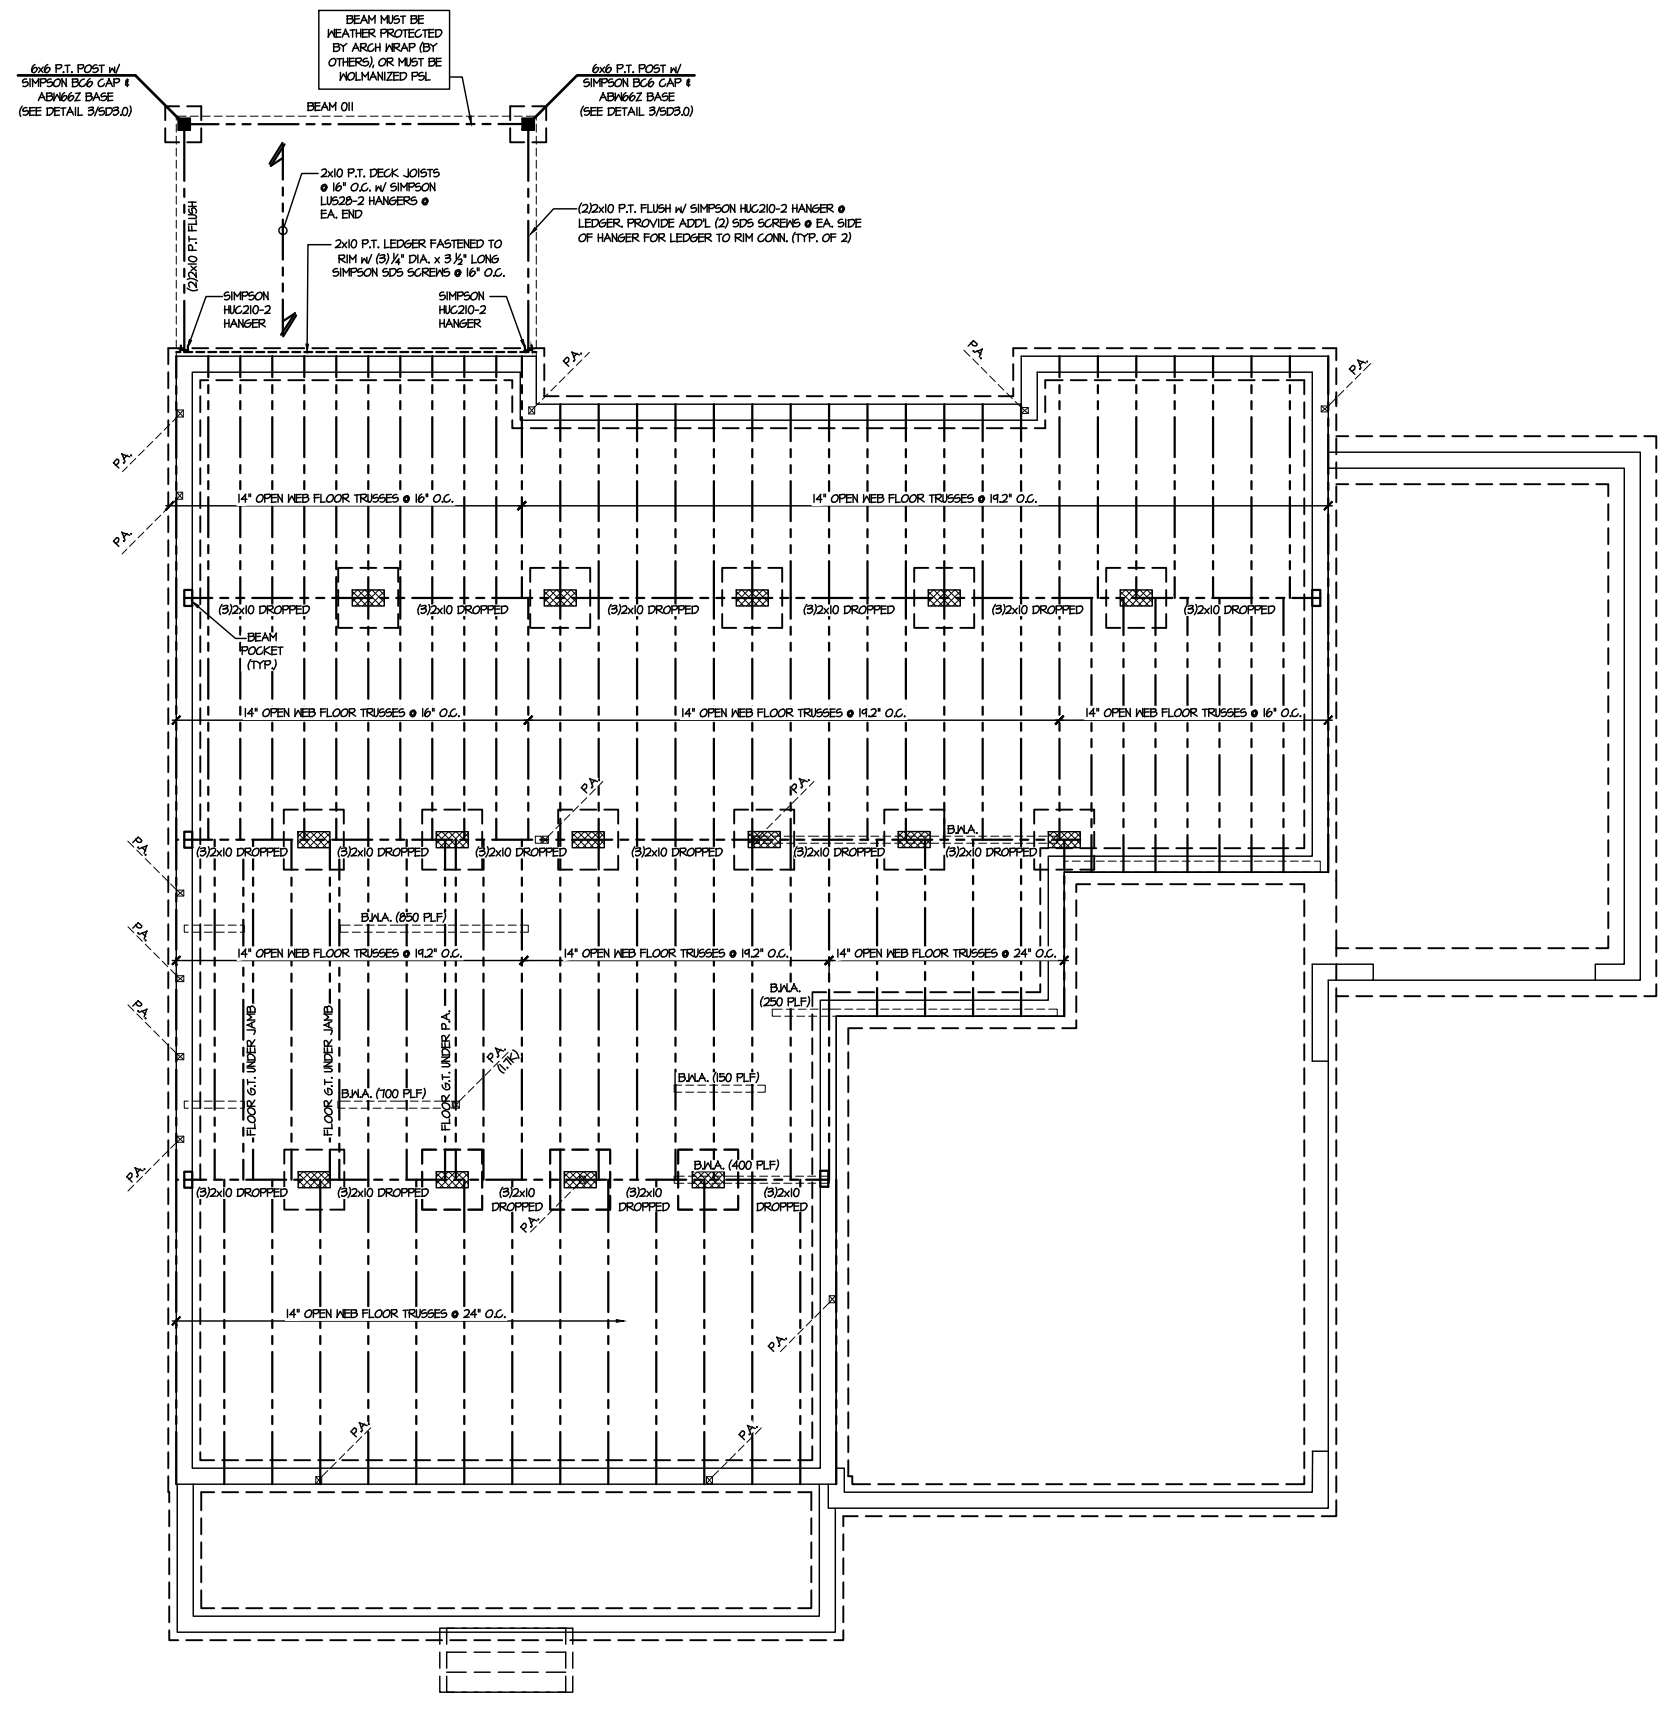 BEAM MUST BE
WEATHER PROTECTED
BY ARCH WRAP (BY
OTHERS), OR MUST BE
WOLMANIZED PSL
6x6 P.T. POST W/
SIMPSON BC6 CAP &
ABW66Z BASE
(SEE DETAIL 3/SD3.0)
6x6 P.T. POST W/
SIMPSON BC6 CAP &
ABW66Z BASE
(SEE DETAIL 3/SD3.0)
BEAM 011
2x10 P.T. DECK JOISTS
@ 16" O.C. W/ SIMPSON
LUS28-2 HANGERS @
EA. END
(2)2x10 P.T FLUSH
(2)2x10 P.T. FLUSH W/ SIMPSON HUC210-2 HANGER @
LEDGER. PROVIDE ADD'L (2) SDS SCREWS @ EA. SIDE
OF HANGER FOR LEDGER TO RIM CONN. (TYP. OF 2)
2x10 P.T. LEDGER FASTENED TO
RIM W/ (3) 1/4" DIA. x 3 1/2" LONG
SIMPSON SDS SCREWS @ 16" O.C.
SIMPSON
HUC210-2
HANGER
SIMPSON
HUC210-2
HANGER
P.A.
P.A.
P.A.
P.A.
14" OPEN WEB FLOOR TRUSSES @ 16" O.C.
14" OPEN WEB FLOOR TRUSSES @ 19.2" O.C.
P.A.
(3)2x10 DROPPED
(3)2x10 DROPPED
(3)2x10 DROPPED
(3)2x10 DROPPED
(3)2x10 DROPPED
(3)2x10 DROPPED
BEAM
POCKET
(TYP.)
14" OPEN WEB FLOOR TRUSSES @ 16" O.C.
14" OPEN WEB FLOOR TRUSSES @ 19.2" O.C.
14" OPEN WEB FLOOR TRUSSES @ 16" O.C.
P.A.
P.A.
B.W.A.
P.A.
(3)2x10 DROPPED
(3)2x10 DROPPED
(3)2x10 DROPPED
(3)2x10 DROPPED
(3)2x10 DROPPED
(3)2x10 DROPPED
B.W.A. (850 PLF)
P.A.
14" OPEN WEB FLOOR TRUSSES @ 19.2" O.C.
14" OPEN WEB FLOOR TRUSSES @ 19.2" O.C.
14" OPEN WEB FLOOR TRUSSES @ 24" O.C.
B.W.A.
(250 PLF)
P.A.
FLOOR G.T. UNDER JAMB
FLOOR G.T. UNDER JAMB
FLOOR G.T. UNDER P.A.
P.A.
(1.7K)
B.W.A. (150 PLF)
B.W.A. (700 PLF)
P.A.
B.W.A. (400 PLF)
(3)2x10 DROPPED
(3)2x10 DROPPED
(3)2x10
DROPPED
(3)2x10
DROPPED
(3)2x10
DROPPED
P.A.
14" OPEN WEB FLOOR TRUSSES @ 24" O.C.
P.A.
P.A.
P.A.